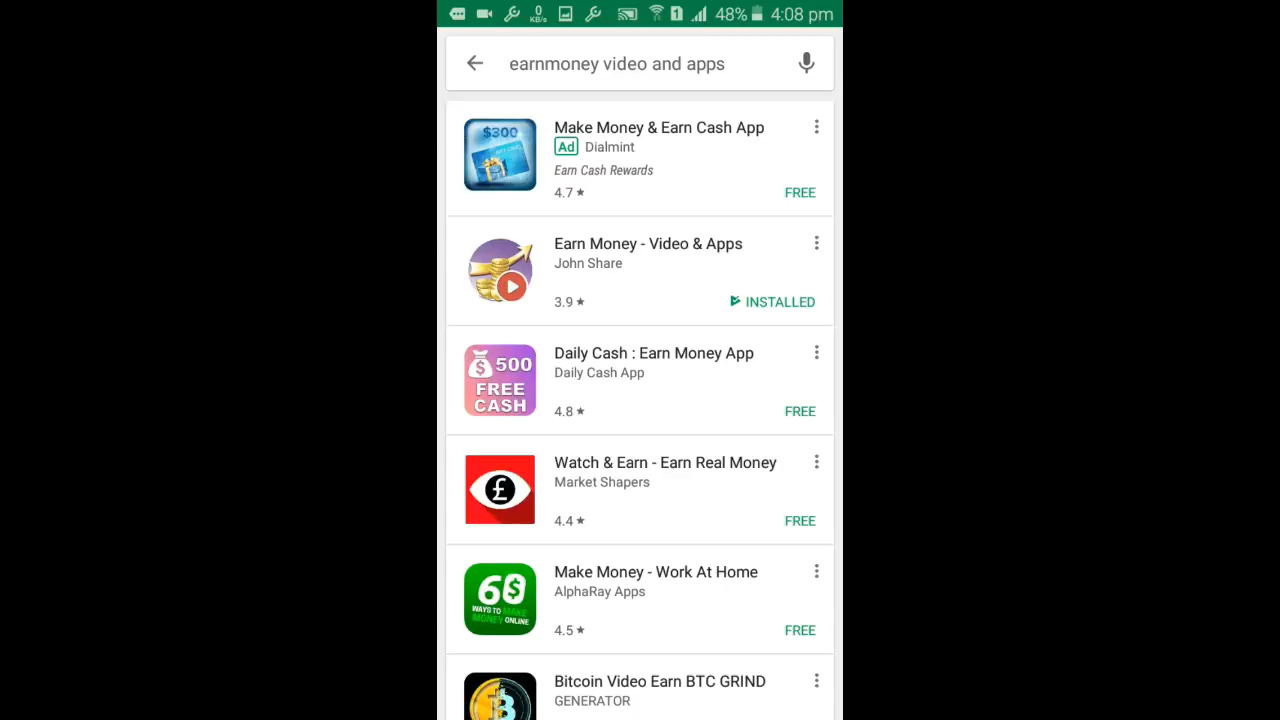 0
KB/s
1
48%
4:08 pm
earnmoney video and apps
$300
Make Money & Earn Cash App
Ad Dialmint
Earn Cash Rewards
4.7 ★
FREE
Earn Money - Video & Apps
John Share
3.9 ★
INSTALLED
$ 500
FREE
CASH
Daily Cash : Earn Money App
Daily Cash App
4.8 ★
FREE
£
Watch & Earn - Earn Real Money
Market Shapers
4.4 ★
FREE
60
$
WAYS TO MAKE
MONEY ONLINE
Make Money - Work At Home
AlphaRay Apps
4.5 ★
FREE
Bitcoin Video Earn BTC GRIND
GENERATOR